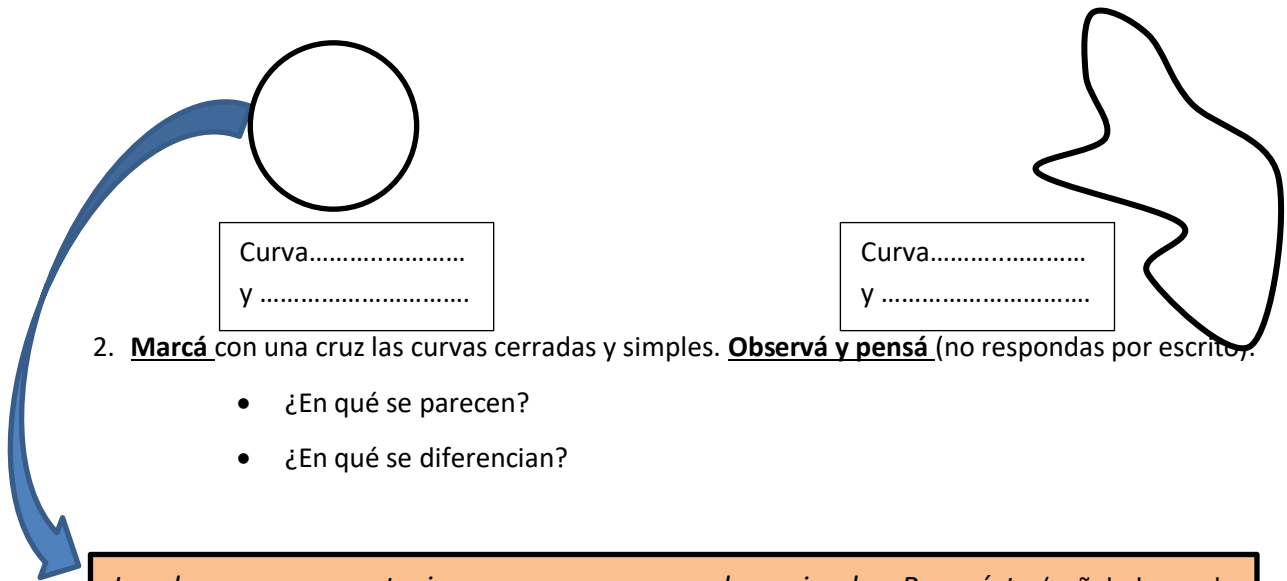 Curva……..…………
y ………………………….
Curva……..…………
y ………………………….
2. Marcá con una cruz las curvas cerradas y simples. Observá y pensá (no respondas por escrito).
• ¿En qué se parecen?
• ¿En qué se diferencian?